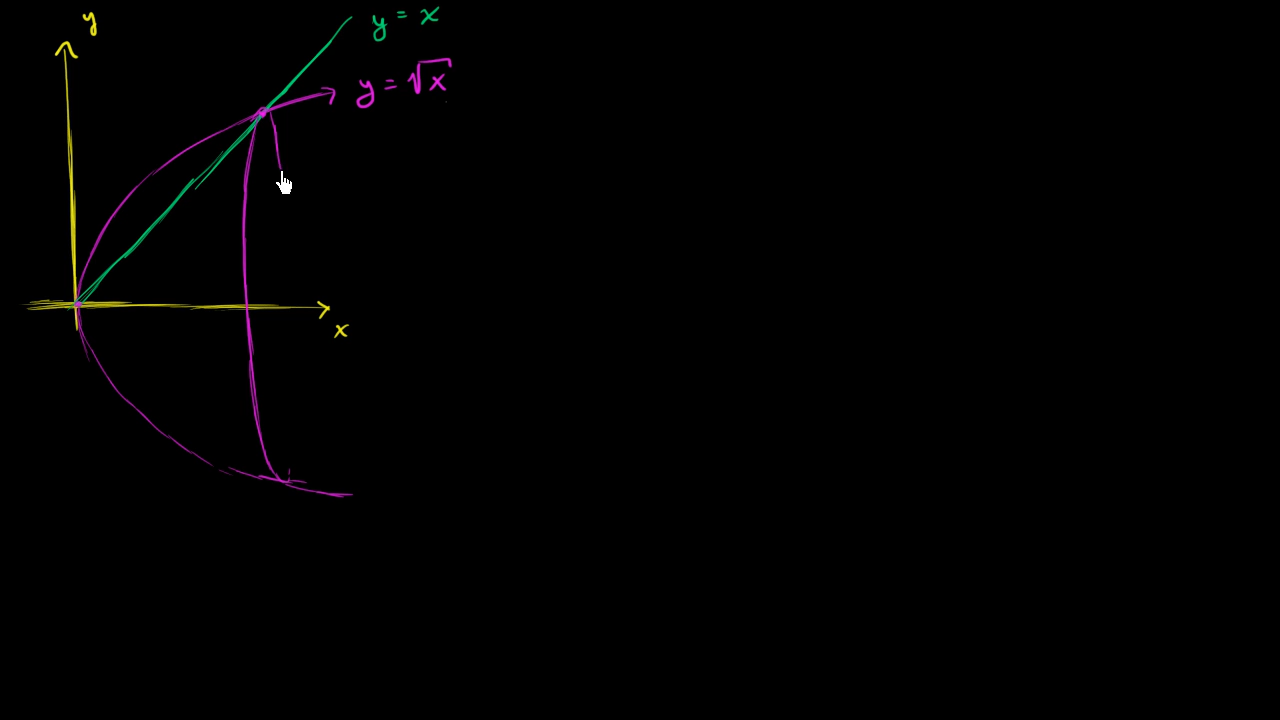 y
y = x
y = √x
x